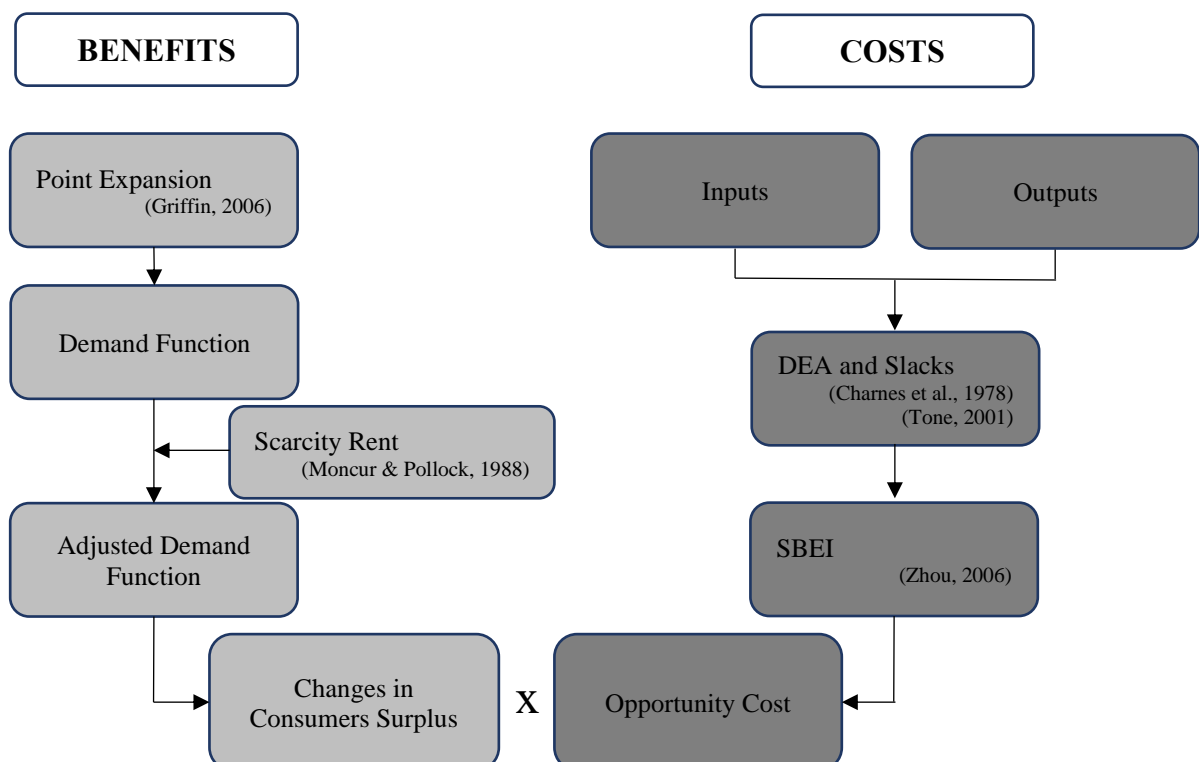 BENEFITS
COSTS
Point Expansion
(Griffin, 2006)
Inputs
Outputs
Demand Function
DEA and Slacks
(Charnes et al., 1978)
(Tone, 2001)
Scarcity Rent
(Moncur & Pollock, 1988)
Adjusted Demand
Function
SBEI
(Zhou, 2006)
Changes in
Consumers Surplus
X
Opportunity Cost